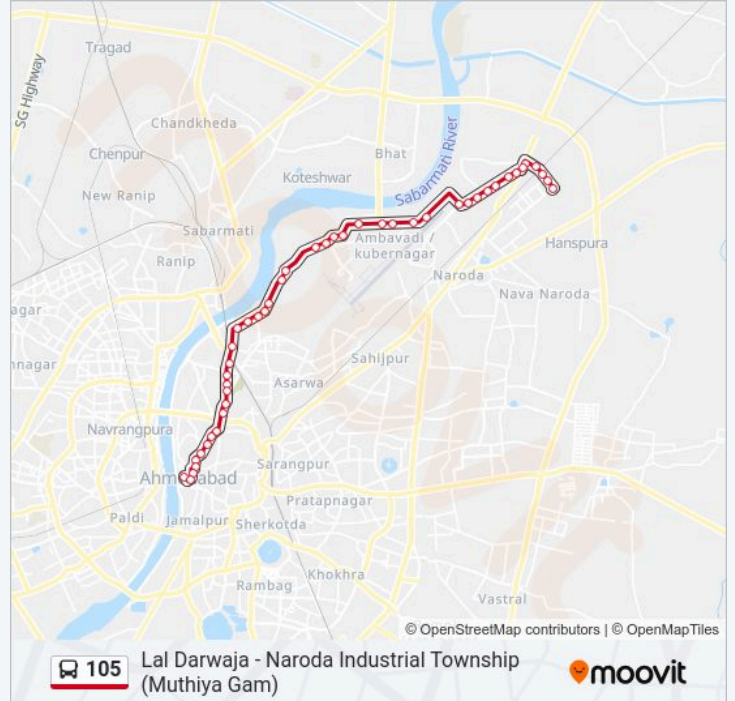 Tragad
SG Highway
Chandkheda
Chenpur
Bhat
Sabarmati River
Koteshwar
New Ranip
Sabarmati
Ambavadi /
kubernagar
Hanspura
Ranip
Naroda
Nava Naroda
agar
Sahijpur
nnagar
Asarwa
Navrangpura
Sarangpur
Pratapnagar
Paldi
Jamalpur
Sherkotda
Khokhra
Rambag
Vastral
© OpenStreetMap contributors | © OpenMapTiles
105
Lal Darwaja - Naroda Industrial Township
(Muthiya Gam)
moovit